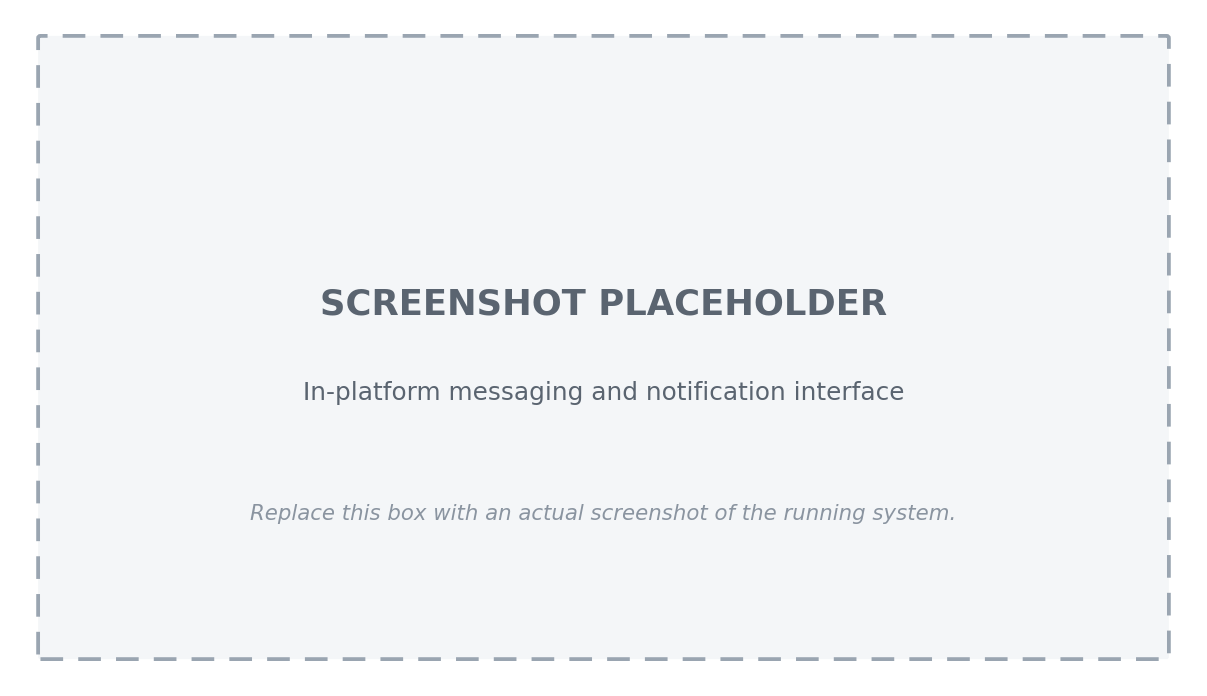 SCREENSHOT PLACEHOLDER
In-platform messaging and notification interface
Replace this box with an actual screenshot of the running system.